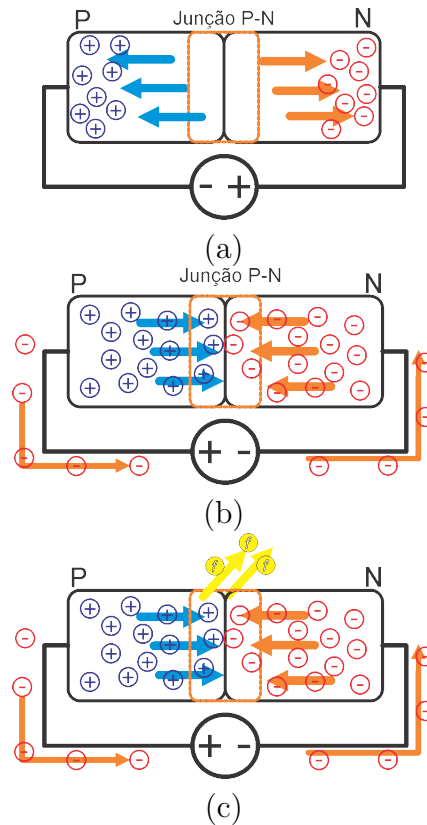 Junção P-N
P N
- +
(a)
Junção P-N
P N
+ -
(b)
f f
P N
+ -
(c)